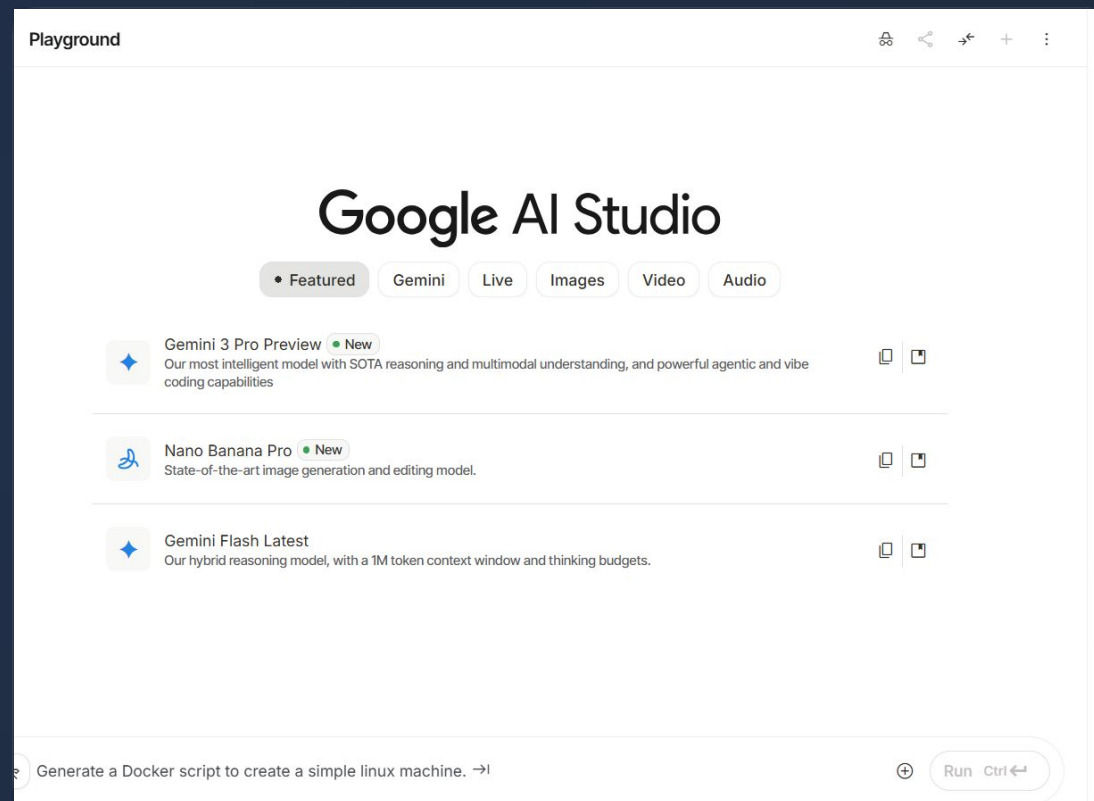 Playground
Google AI Studio
Featured Gemini Live Images Video Audio
Gemini 3 Pro Preview New
Our most intelligent model with SOTA reasoning and multimodal understanding, and powerful agentic and vibe
coding capabilities
Nano Banana Pro New
State-of-the-art image generation and editing model.
Gemini Flash Latest
Our hybrid reasoning model, with a 1M token context window and thinking budgets.
Generate a Docker script to create a simple linux machine.
Run Ctrl